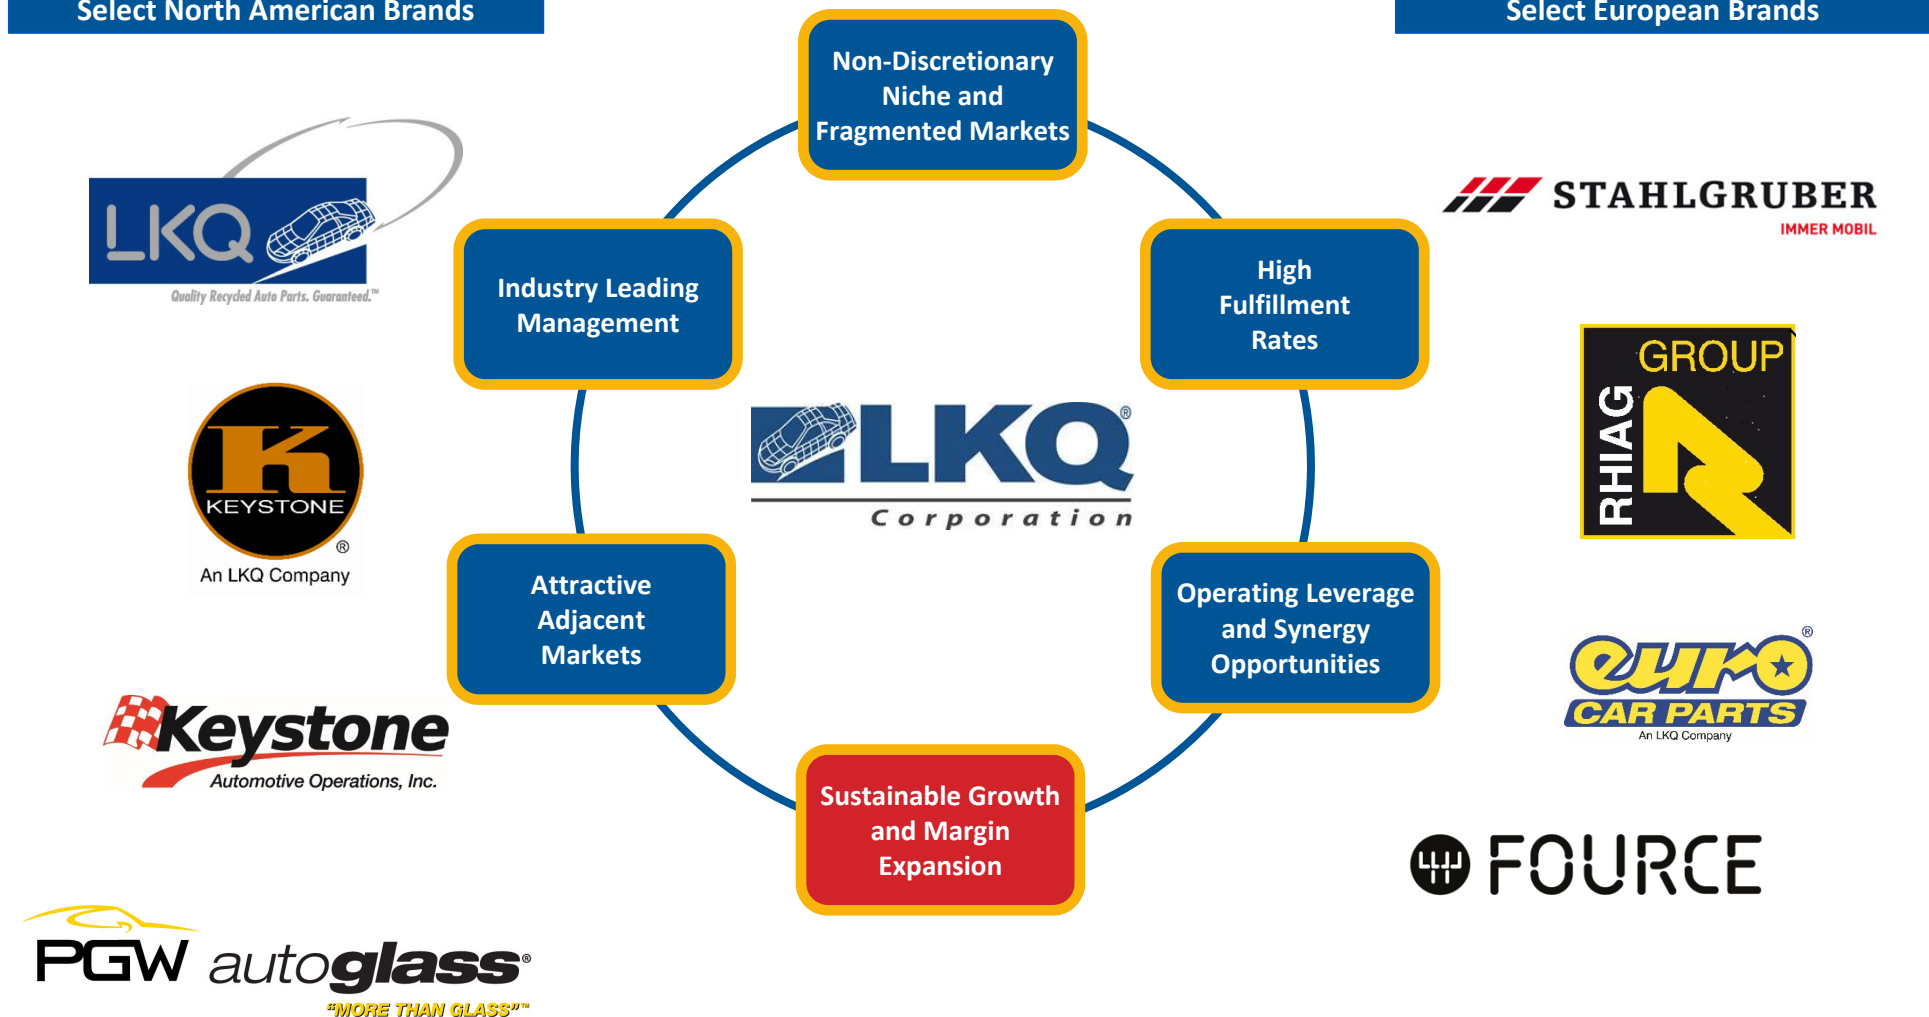 Select North American Brands
LKQ
Quality Recycled Auto Parts. Guaranteed.™
K
KEYSTONE
®
An LKQ Company
Keystone
Automotive Operations, Inc.
PGW autoglass®
“MORE THAN GLASS”™
Non-Discretionary
Niche and
Fragmented Markets
Industry Leading
Management
High
Fulfillment
Rates
LKQ®
Corporation
Attractive
Adjacent
Markets
Operating Leverage
and Synergy
Opportunities
Sustainable Growth
and Margin
Expansion
Select European Brands
STAHLGRUBER
IMMER MOBIL
GROUP
RHIAG
euro®
CAR PARTS
An LKQ Company
FOURCE